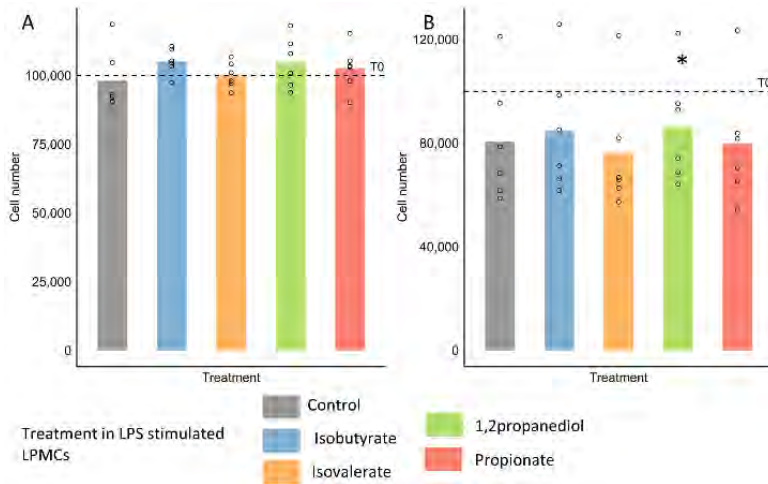 A
B
120,000
T0
T0
100,000
80,000
75,000
Cell number
Cell number
50,000
40,000
25,000
0
0
Treatment
Treatment
Control
1,2propanediol
Treatment in LPS stimulated
LPMCs
Isobutyrate
Propionate
Isovalerate
*